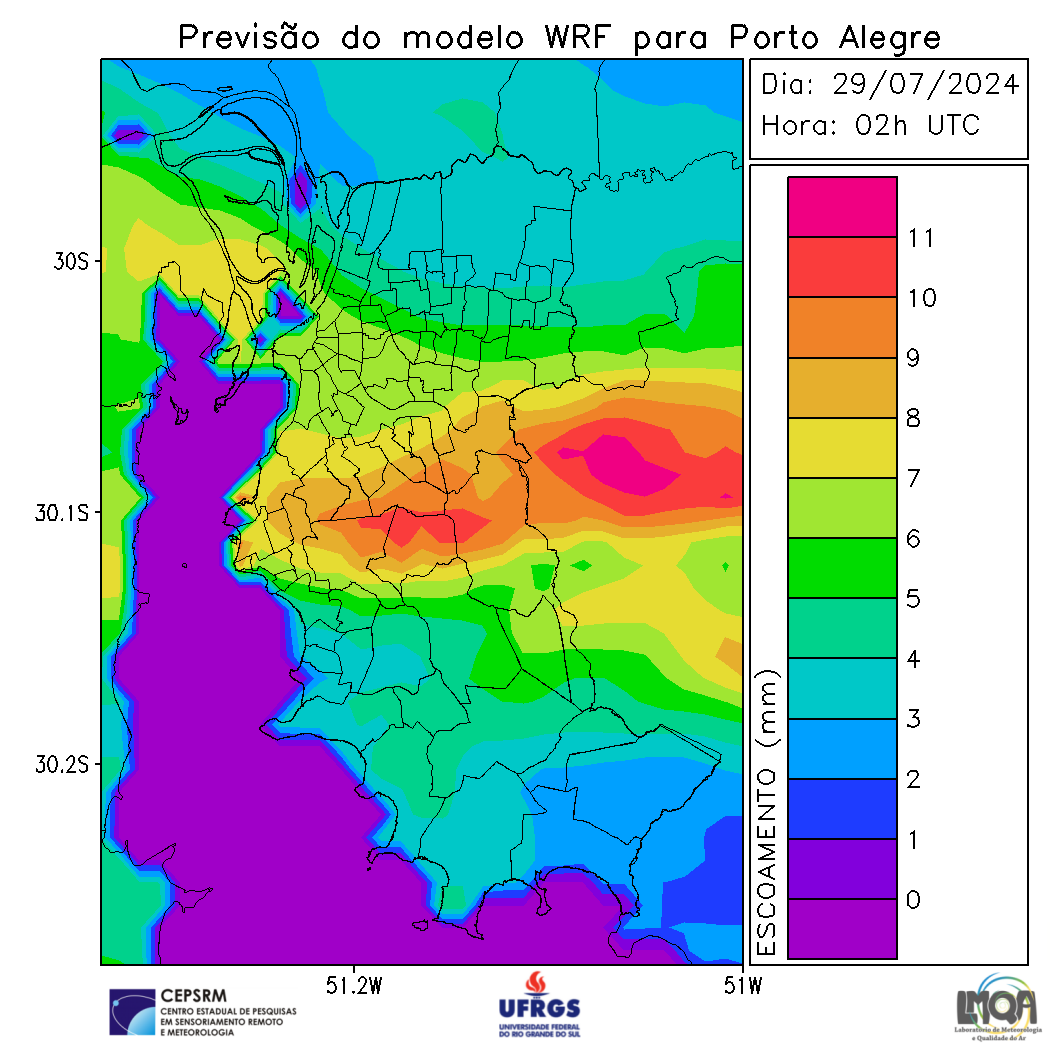 Previsão do modelo WRF para Porto Alegre
Dia: 29/07/2024
Hora: 02h UTC
30S
30.1S
30.2S
51.2W
51W
ESCOAMENTO (mm)
11
10
9
8
7
6
5
4
3
2
1
0
CEPSRM
CENTRO ESTADUAL DE PESQUISAS
EM SENSORIAMENTO REMOTO
E METEOROLOGIA
UFRGS
UNIVERSIDADE FEDERAL
DO RIO GRANDE DO SUL
LMQA
Laboratório de Meteorologia
e Qualidade do Ar